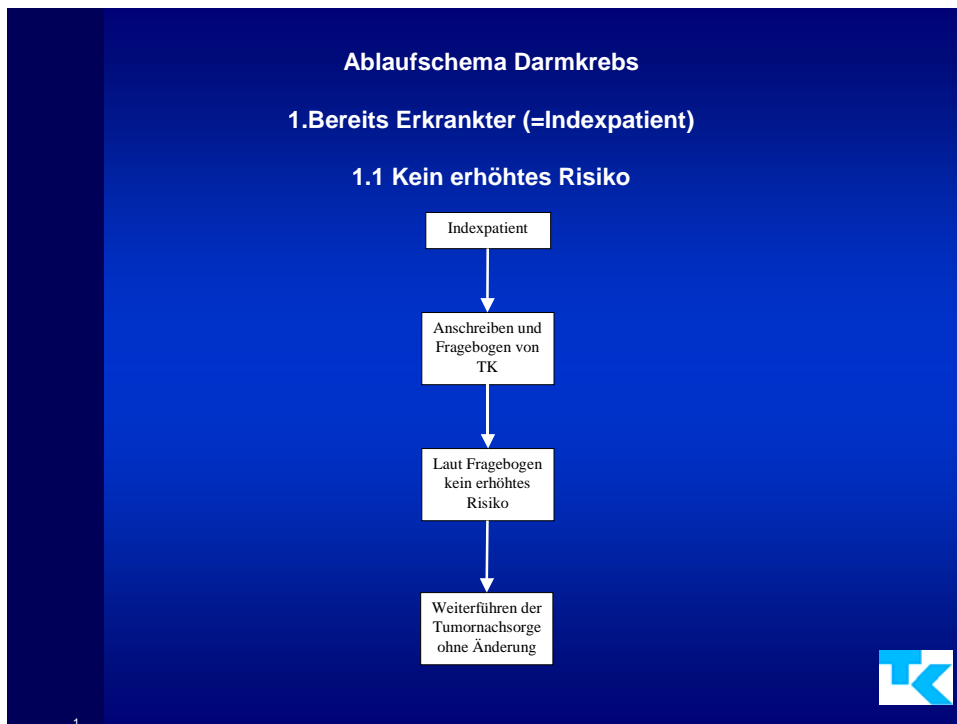 Ablaufschema Darmkrebs
1.Bereits Erkrankter (=Indexpatient)
1.1 Kein erhöhtes Risiko
Indexpatient
Anschreiben und
Fragebogen von
TK
Laut Fragebogen
kein erhöhtes
Risiko
Weiterführen der
Tumornachsorge
ohne Änderung
TK
1